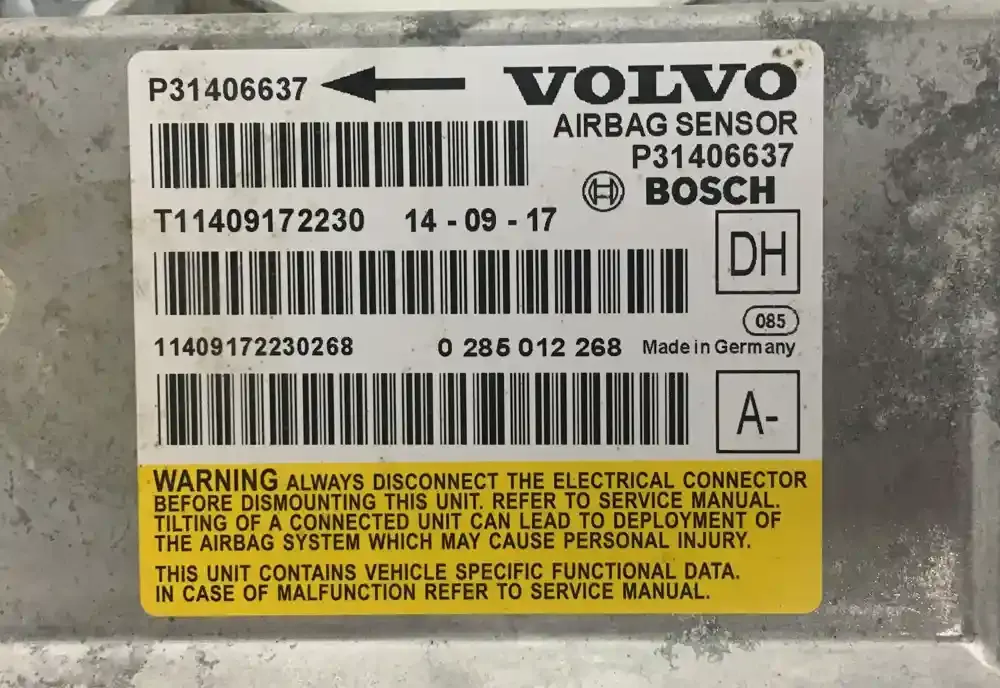 P31406637
VOLVO
AIRBAG SENSOR
P31406637
BOSCH
T11409172230 14 - 09 - 17
DH
085
11409172230268 0 285 012 268 Made in Germany
A-
WARNING ALWAYS DISCONNECT THE ELECTRICAL CONNECTOR
BEFORE DISMOUNTING THIS UNIT. REFER TO SERVICE MANUAL.
TILTING OF A CONNECTED UNIT CAN LEAD TO DEPLOYMENT OF
THE AIRBAG SYSTEM WHICH MAY CAUSE PERSONAL INJURY.
THIS UNIT CONTAINS VEHICLE SPECIFIC FUNCTIONAL DATA.
IN CASE OF MALFUNCTION REFER TO SERVICE MANUAL.